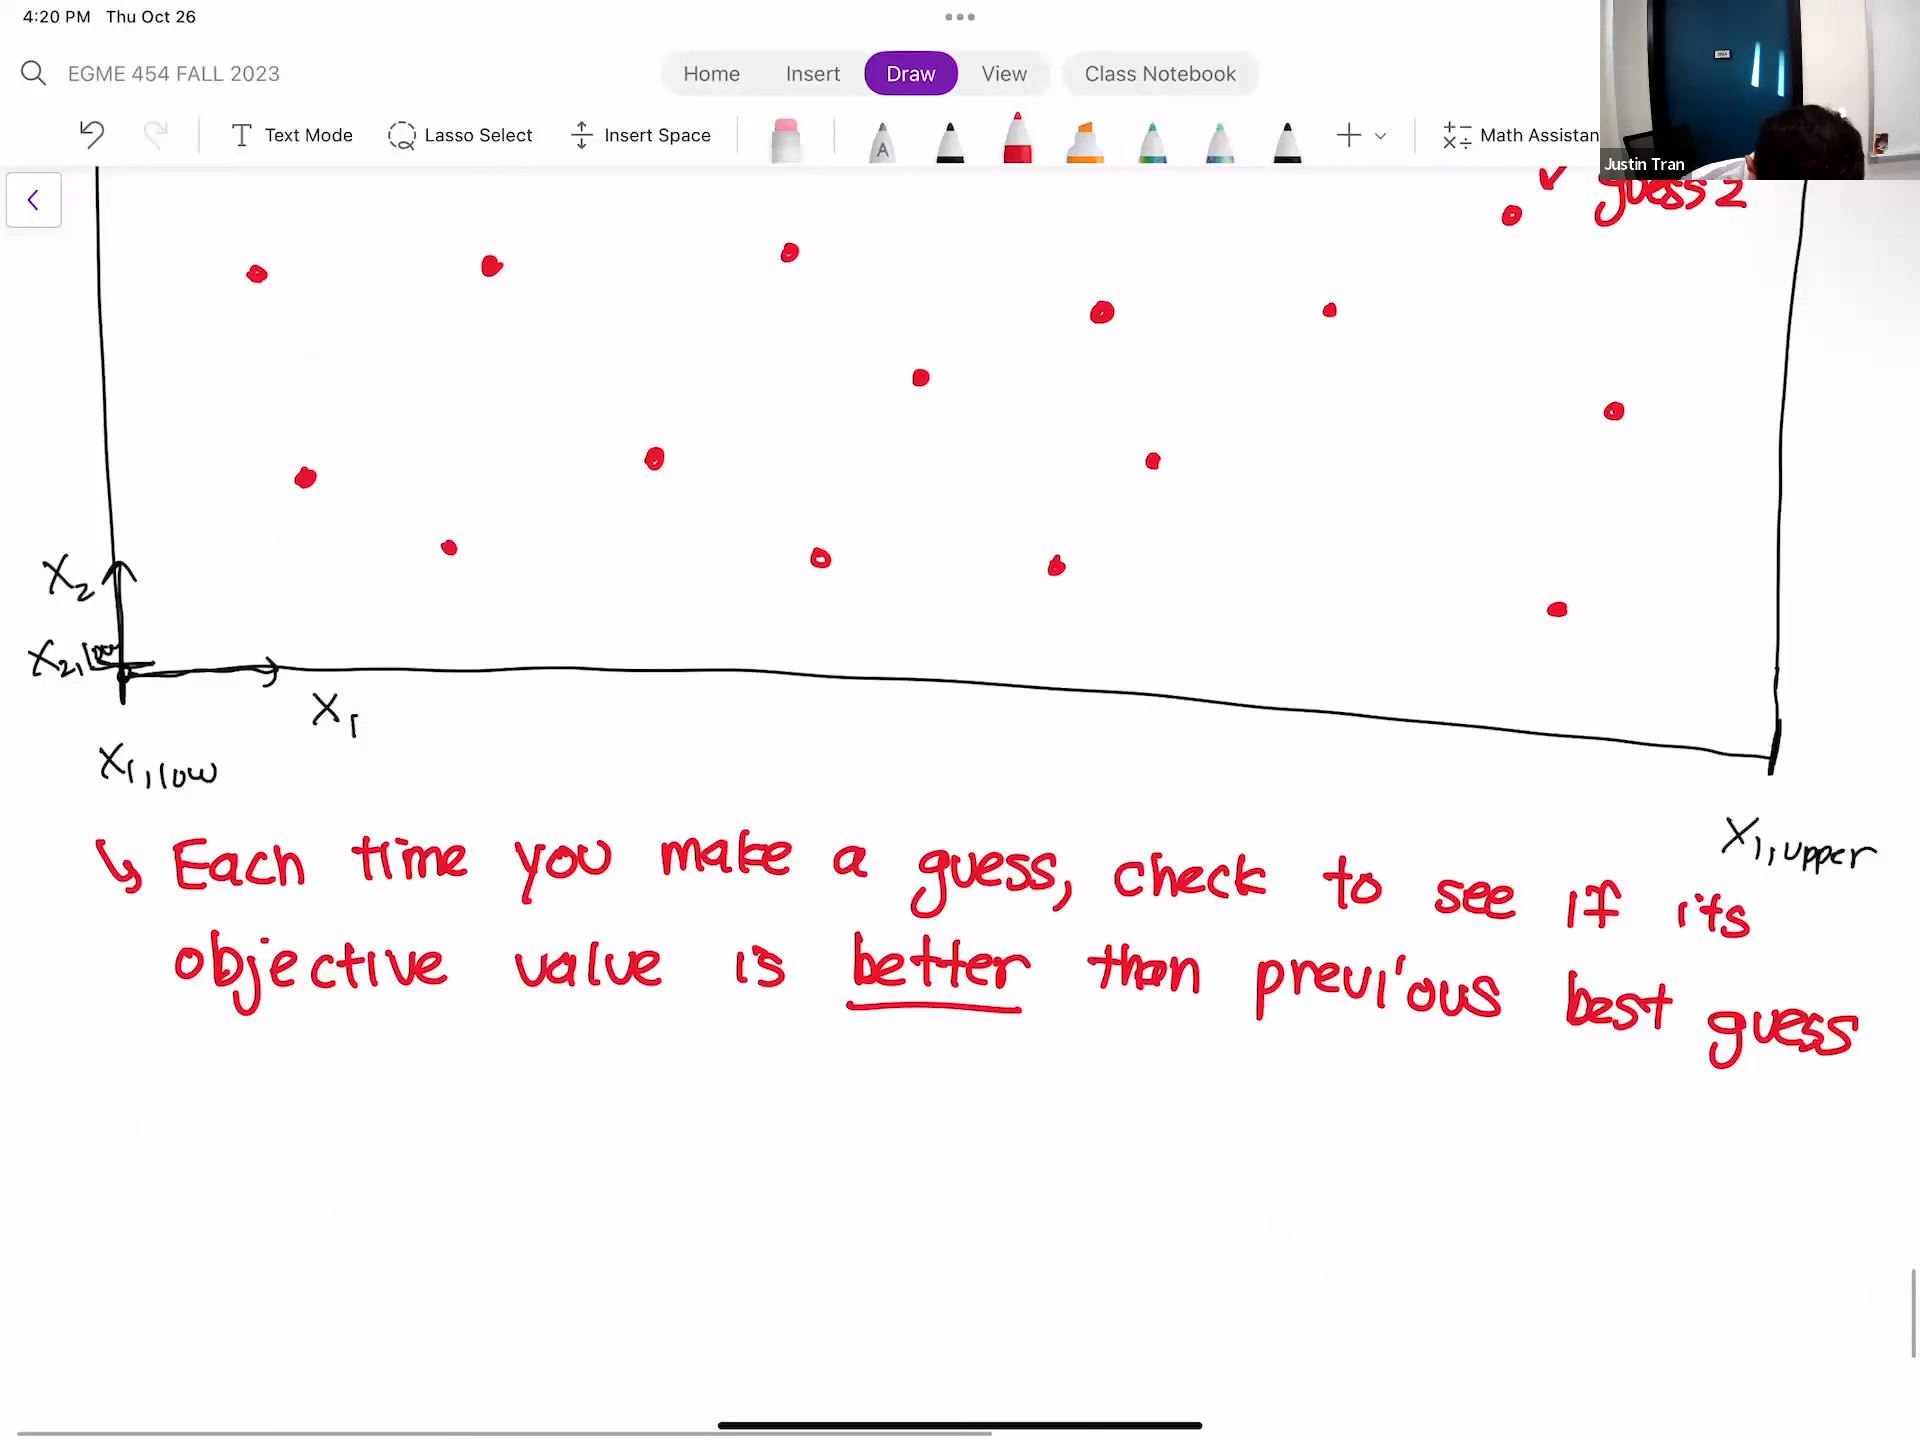 4:20 PM Thu Oct 26
EGME 454 FALL 2023
Home Insert Draw View Class Notebook
Text Mode Lasso Select Insert Space A Math Assistan
Justin Tran
guess 2
X2
X2,low
X1
X1,low
X1,upper
↳ Each time you make a guess, check to see if its
objective value is better than previous best guess